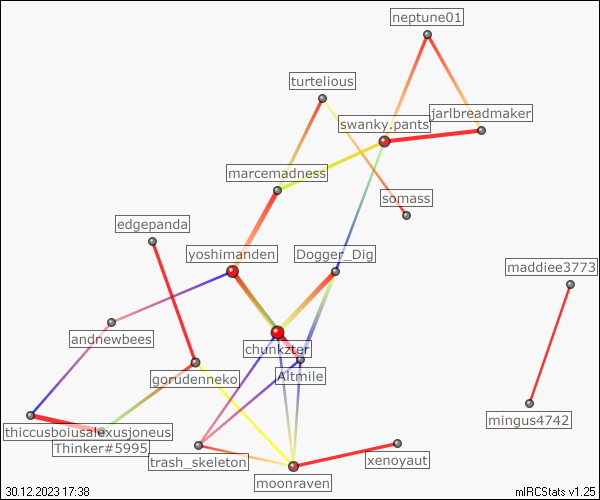 neptune01
turtelious
jarlbreadmaker
swanky.pants
marcemadness
somass
edgepanda
yoshimanden
Dogger_Dig
maddiee3773
andnewbees
chunkzter
gorudenneko
Altmile
mingus4742
thiccusboiusalexusjoneus
Thinker#5995
trash_skeleton
xenoyaut
moonraven
30.12.2023 17:38
mIRCStats v1.25